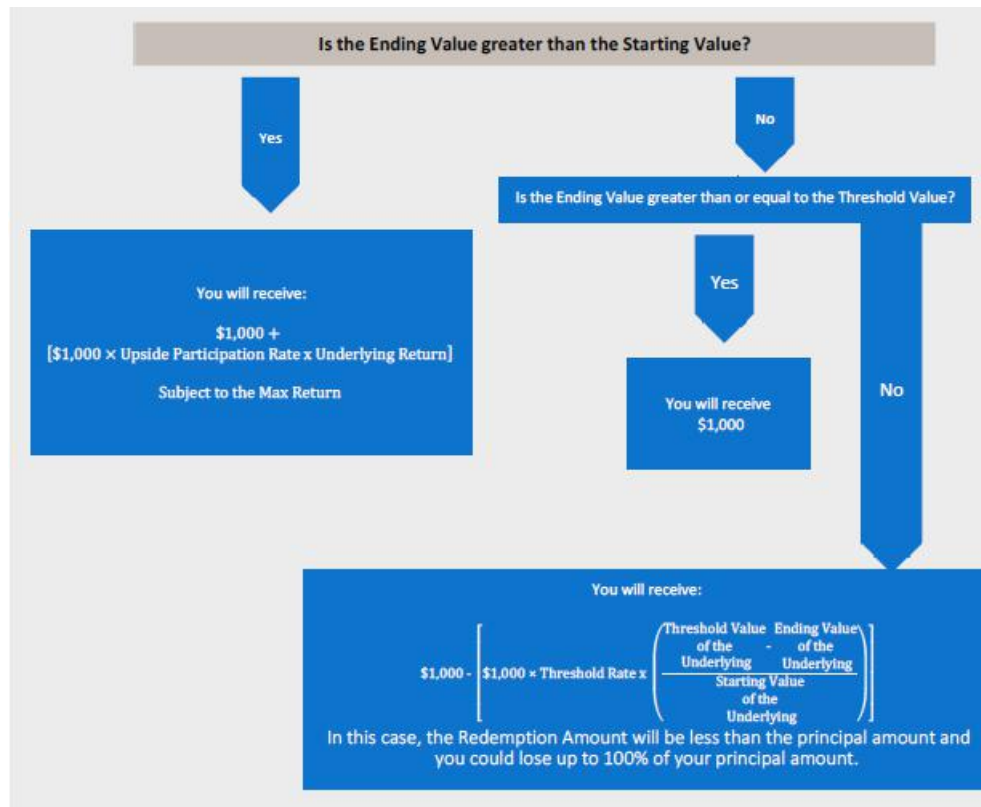 Is the Ending Value greater than the Starting Value?
Yes
No
Is the Ending Value greater than or equal to the Threshold Value?
You will receive:
$1,000 +
[$1,000 × Upside Participation Rate x Underlying Return]
Subject to the Max Return
Yes
No
You will receive
$1,000
You will receive:
Threshold Value Ending Value
of the - of the
Underlying Underlying
$1,000 - [$1,000 × Threshold Rate x
Starting Value
of the
Underlying
In this case, the Redemption Amount will be less than the principal amount and
you could lose up to 100% of your principal amount.